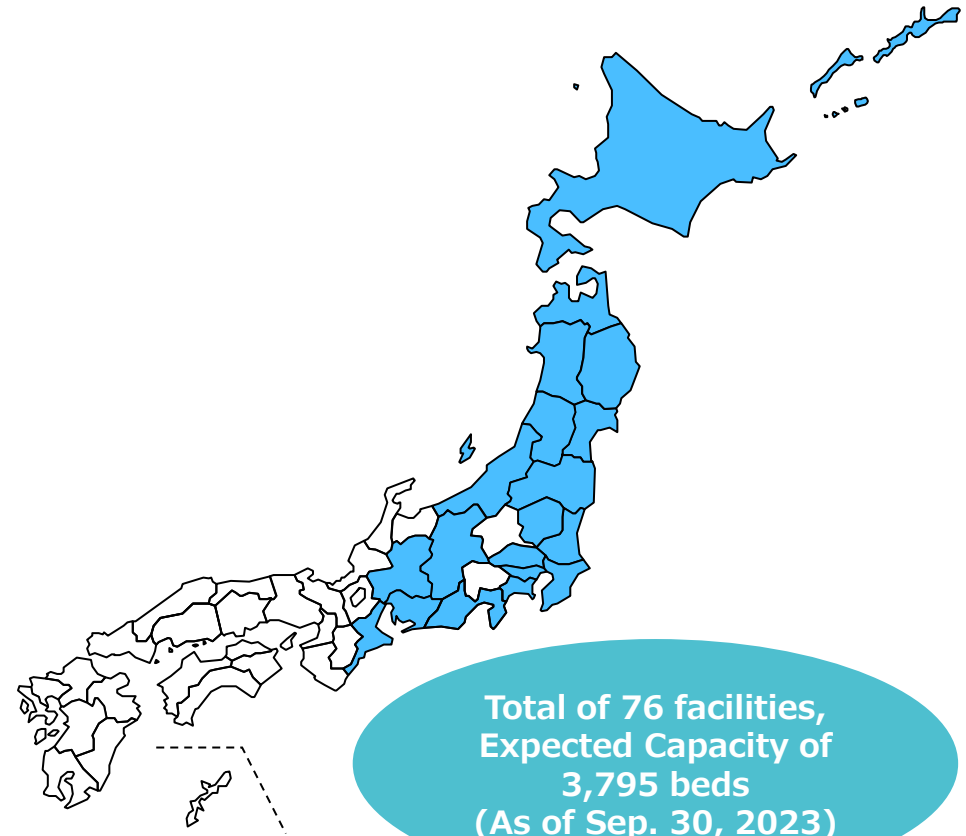 Total of 76 facilities,
Expected Capacity of
3,795 beds
(As of Sep. 30, 2023)